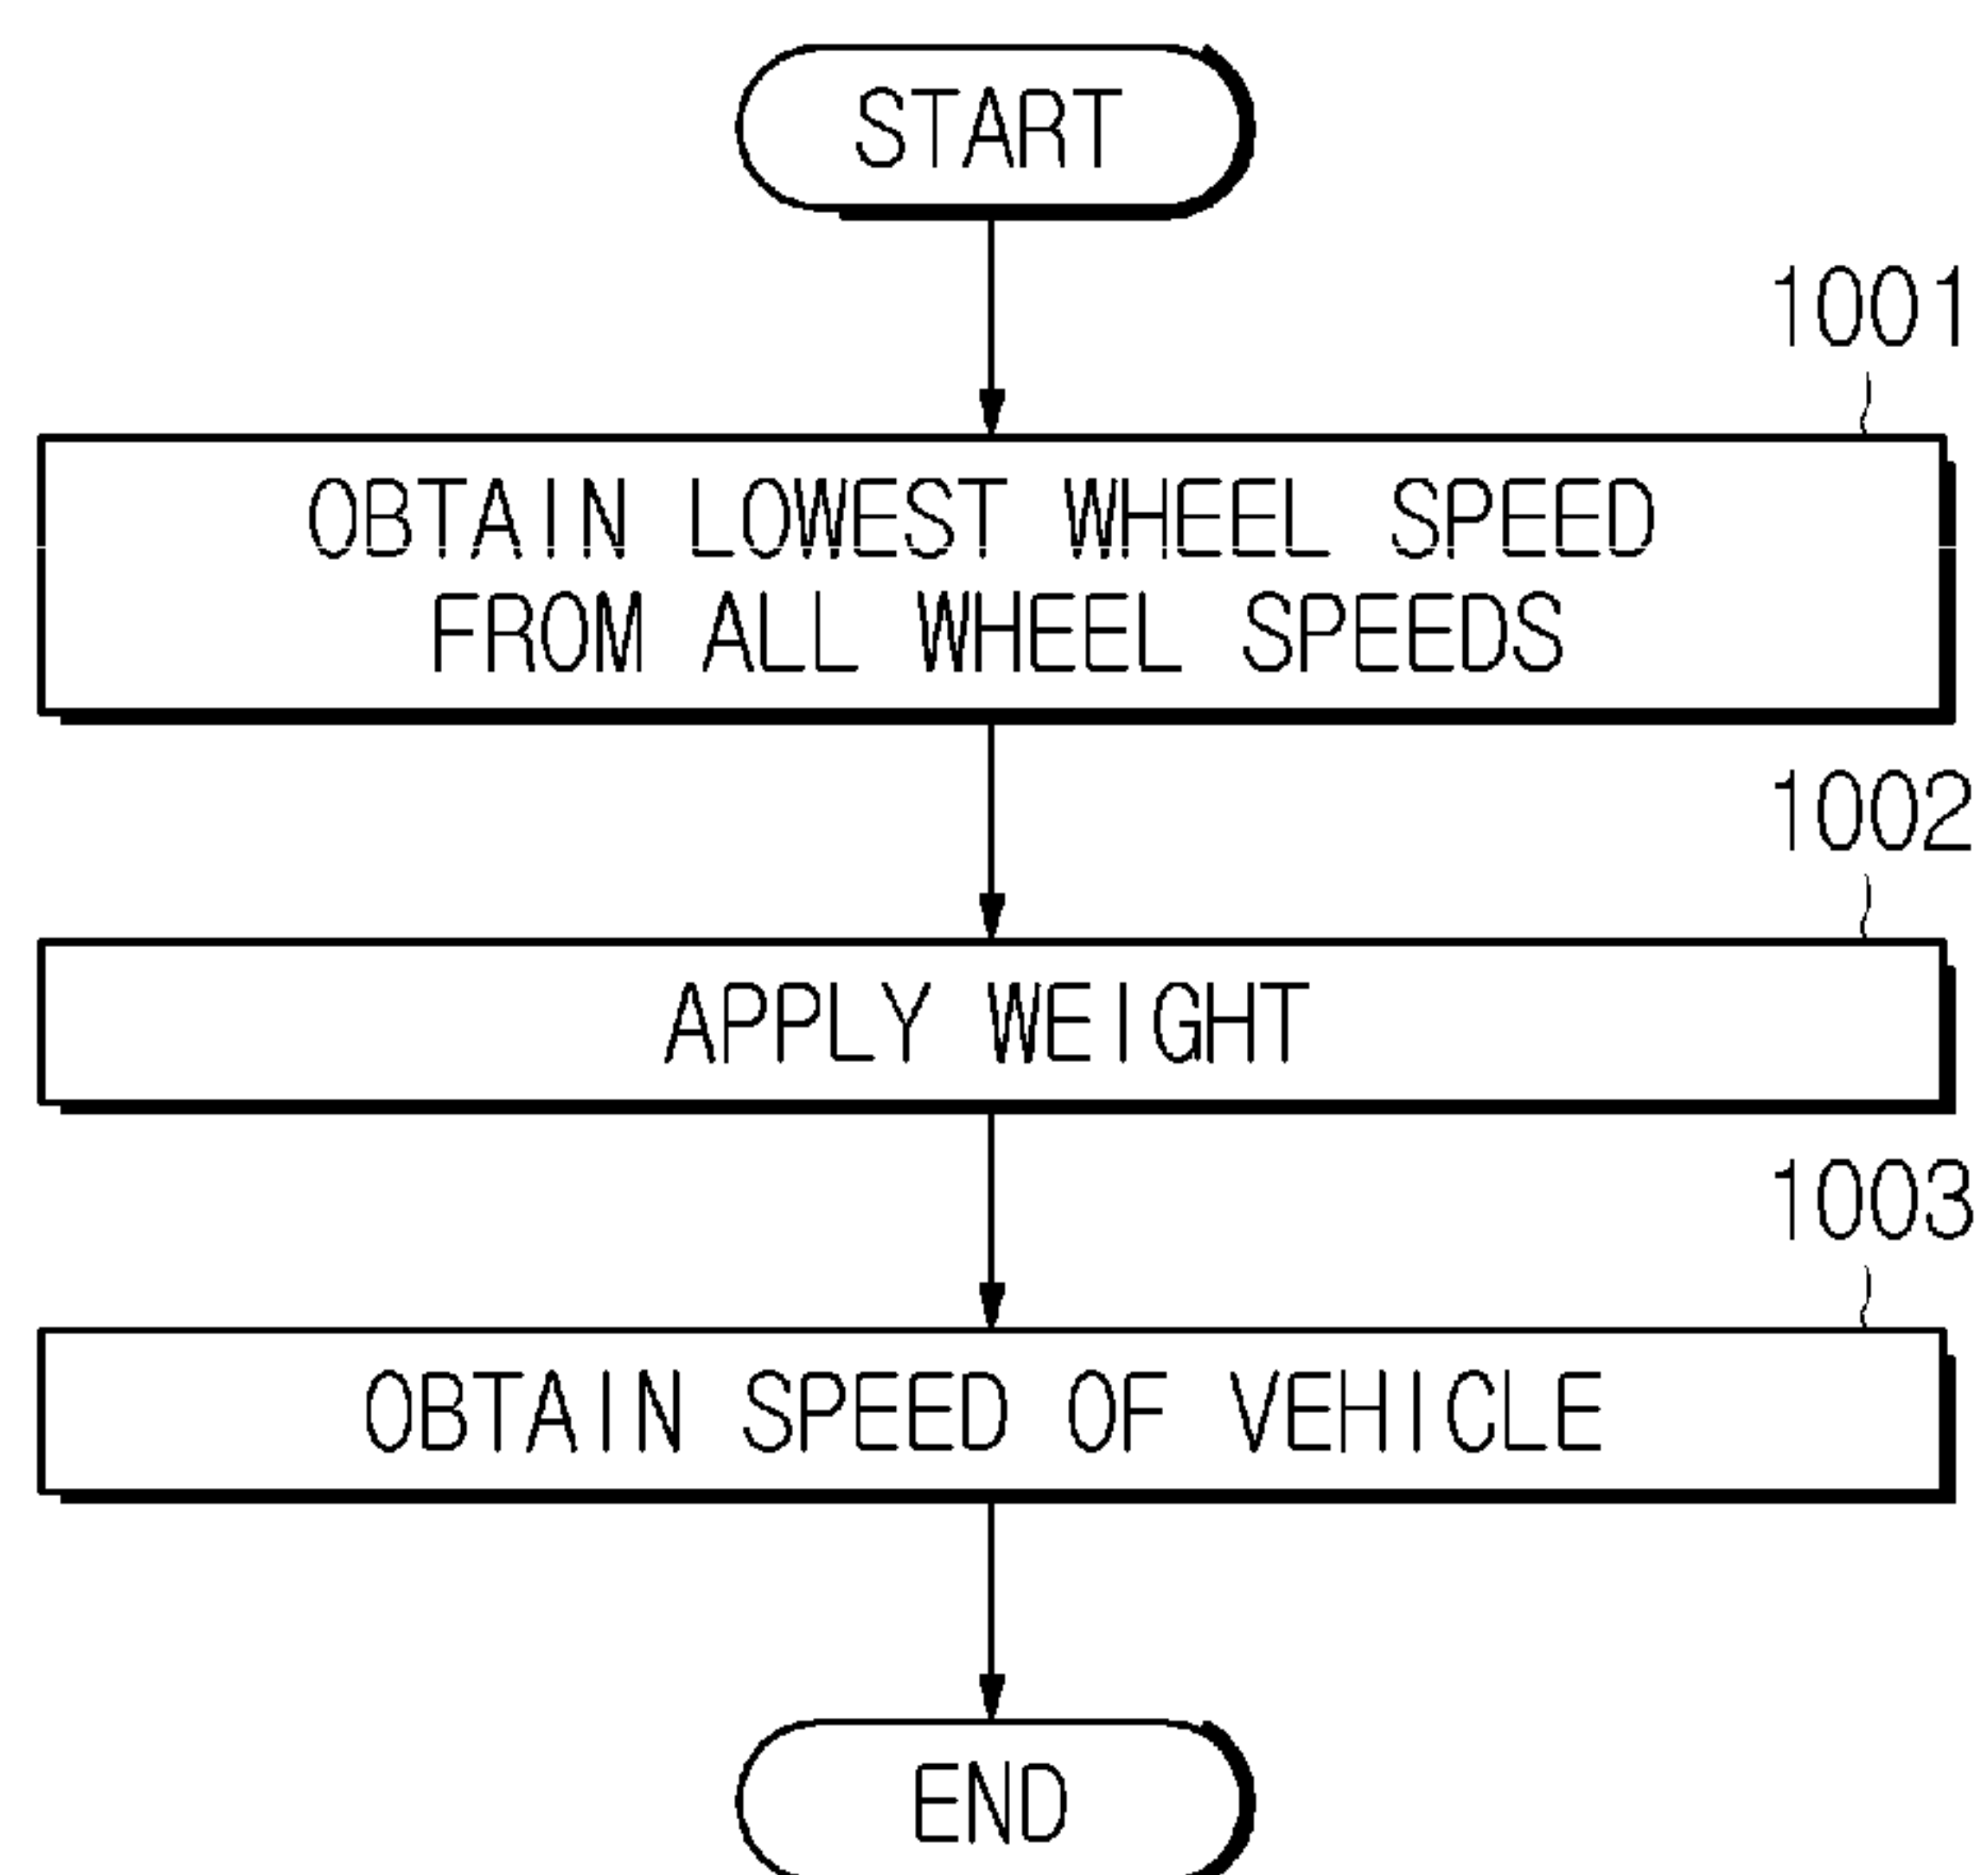 START
1001
OBTAIN LOWEST WHEEL SPEED
FROM ALL WHEEL SPEEDS
1002
APPLY WEIGHT
1003
OBTAIN SPEED OF VEHICLE
END